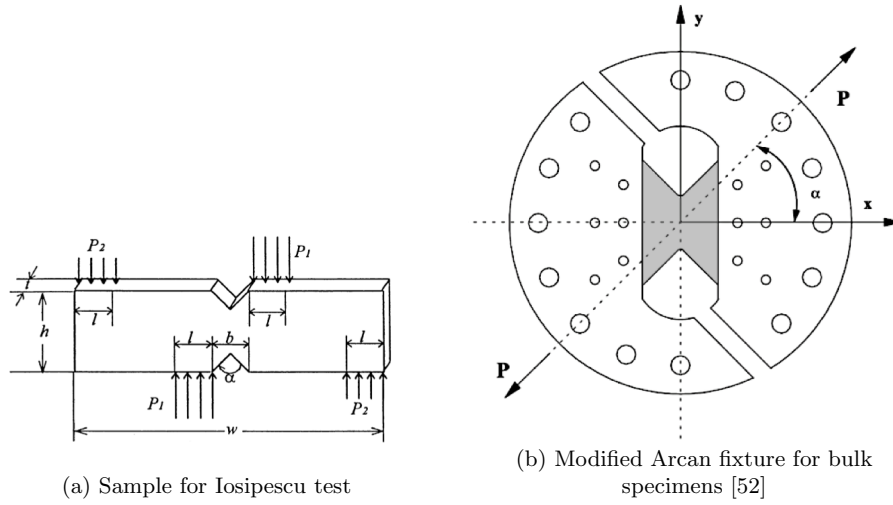 y
P
α
x
P
P2
P1
t
l
l
h
l
b
l
α
P1
P2
w
(a) Sample for Iosipescu test
(b) Modified Arcan fixture for bulk
specimens [52]